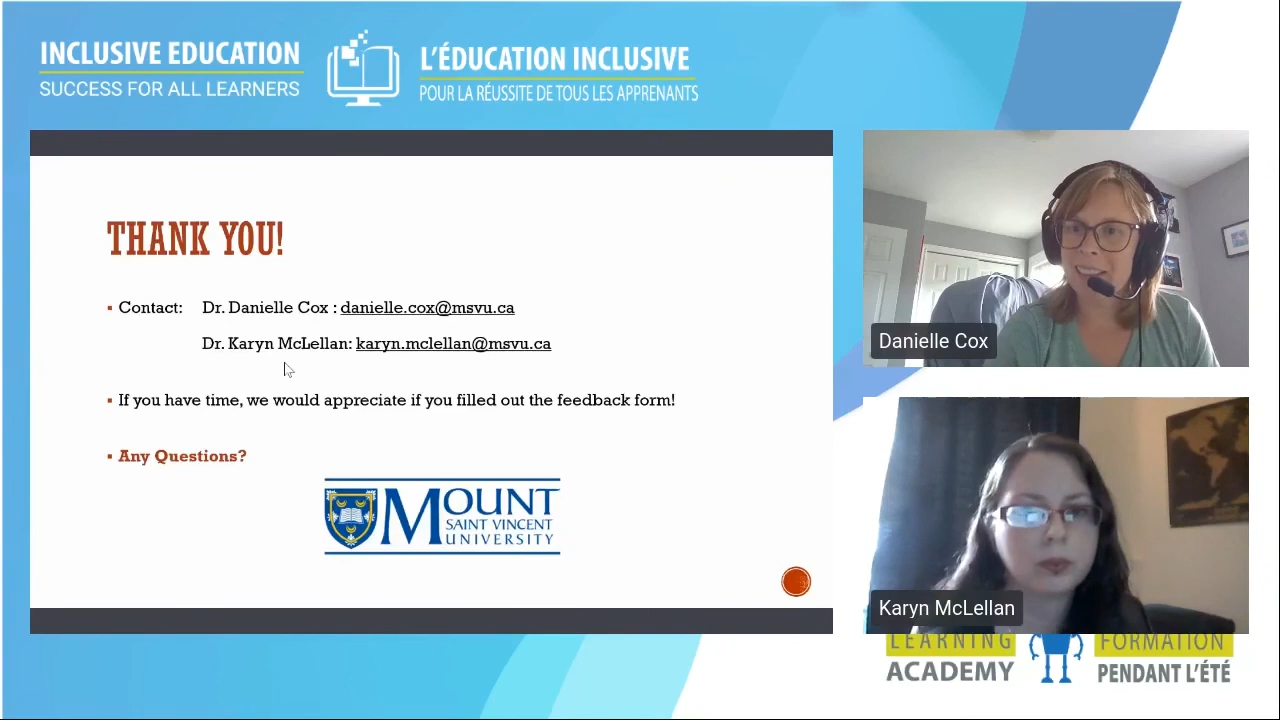 INCLUSIVE EDUCATION
SUCCESS FOR ALL LEARNERS
L'ÉDUCATION INCLUSIVE
POUR LA RÉUSSITE DE TOUS LES APPRENANTS
THANK YOU!
Contact: Dr. Danielle Cox : danielle.cox@msvu.ca
Dr. Karyn McLellan: karyn.mclellan@msvu.ca
If you have time, we would appreciate if you filled out the feedback form!
Any Questions?
MOUNT
SAINT VINCENT
UNIVERSITY
Danielle Cox
Karyn McLellan
LEARNING
ACADEMY
FORMATION
PENDANT L'ÉTÉ